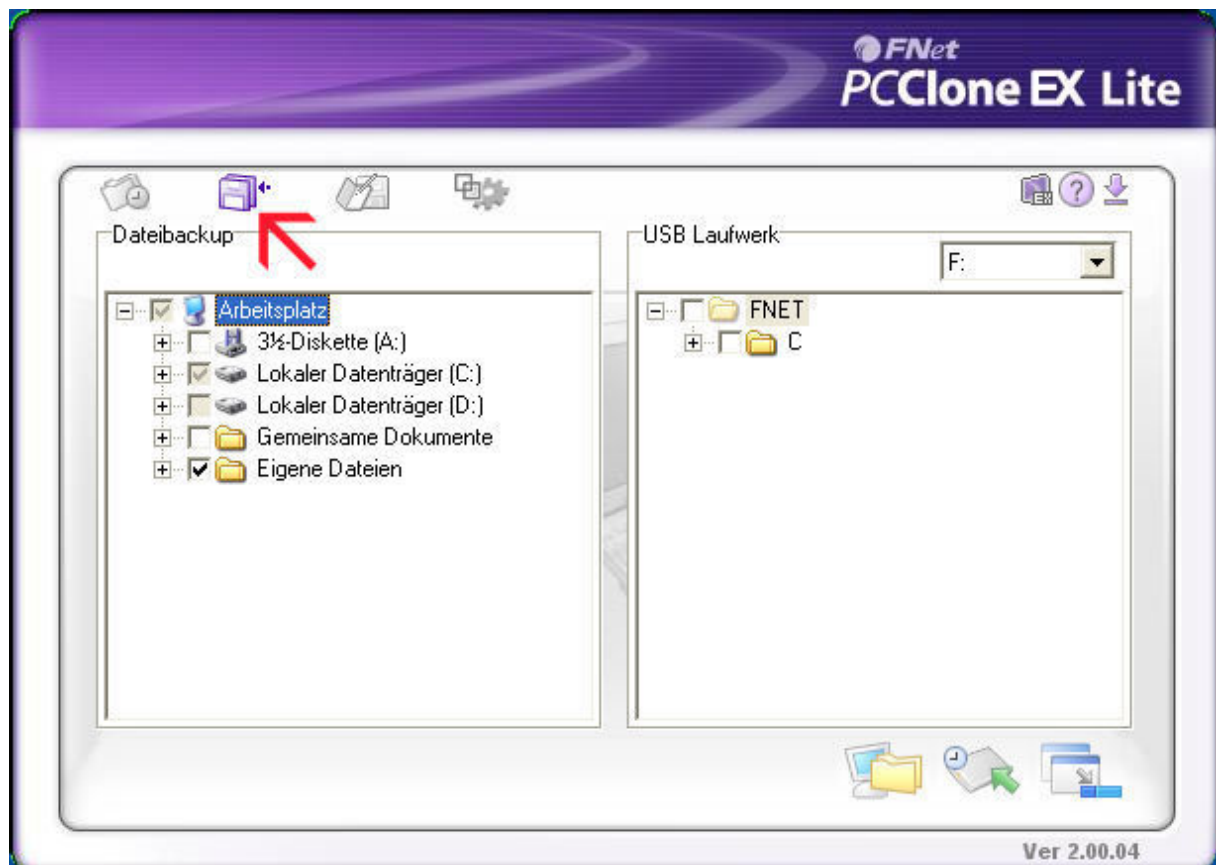 FNet
PCClone EX Lite
Dateibackup
USB Laufwerk
F:
Arbeitsplatz
3½-Diskette (A:)
Lokaler Datenträger (C:)
Lokaler Datenträger (D:)
Gemeinsame Dokumente
Eigene Dateien
FNET
C
Ver 2.00.04